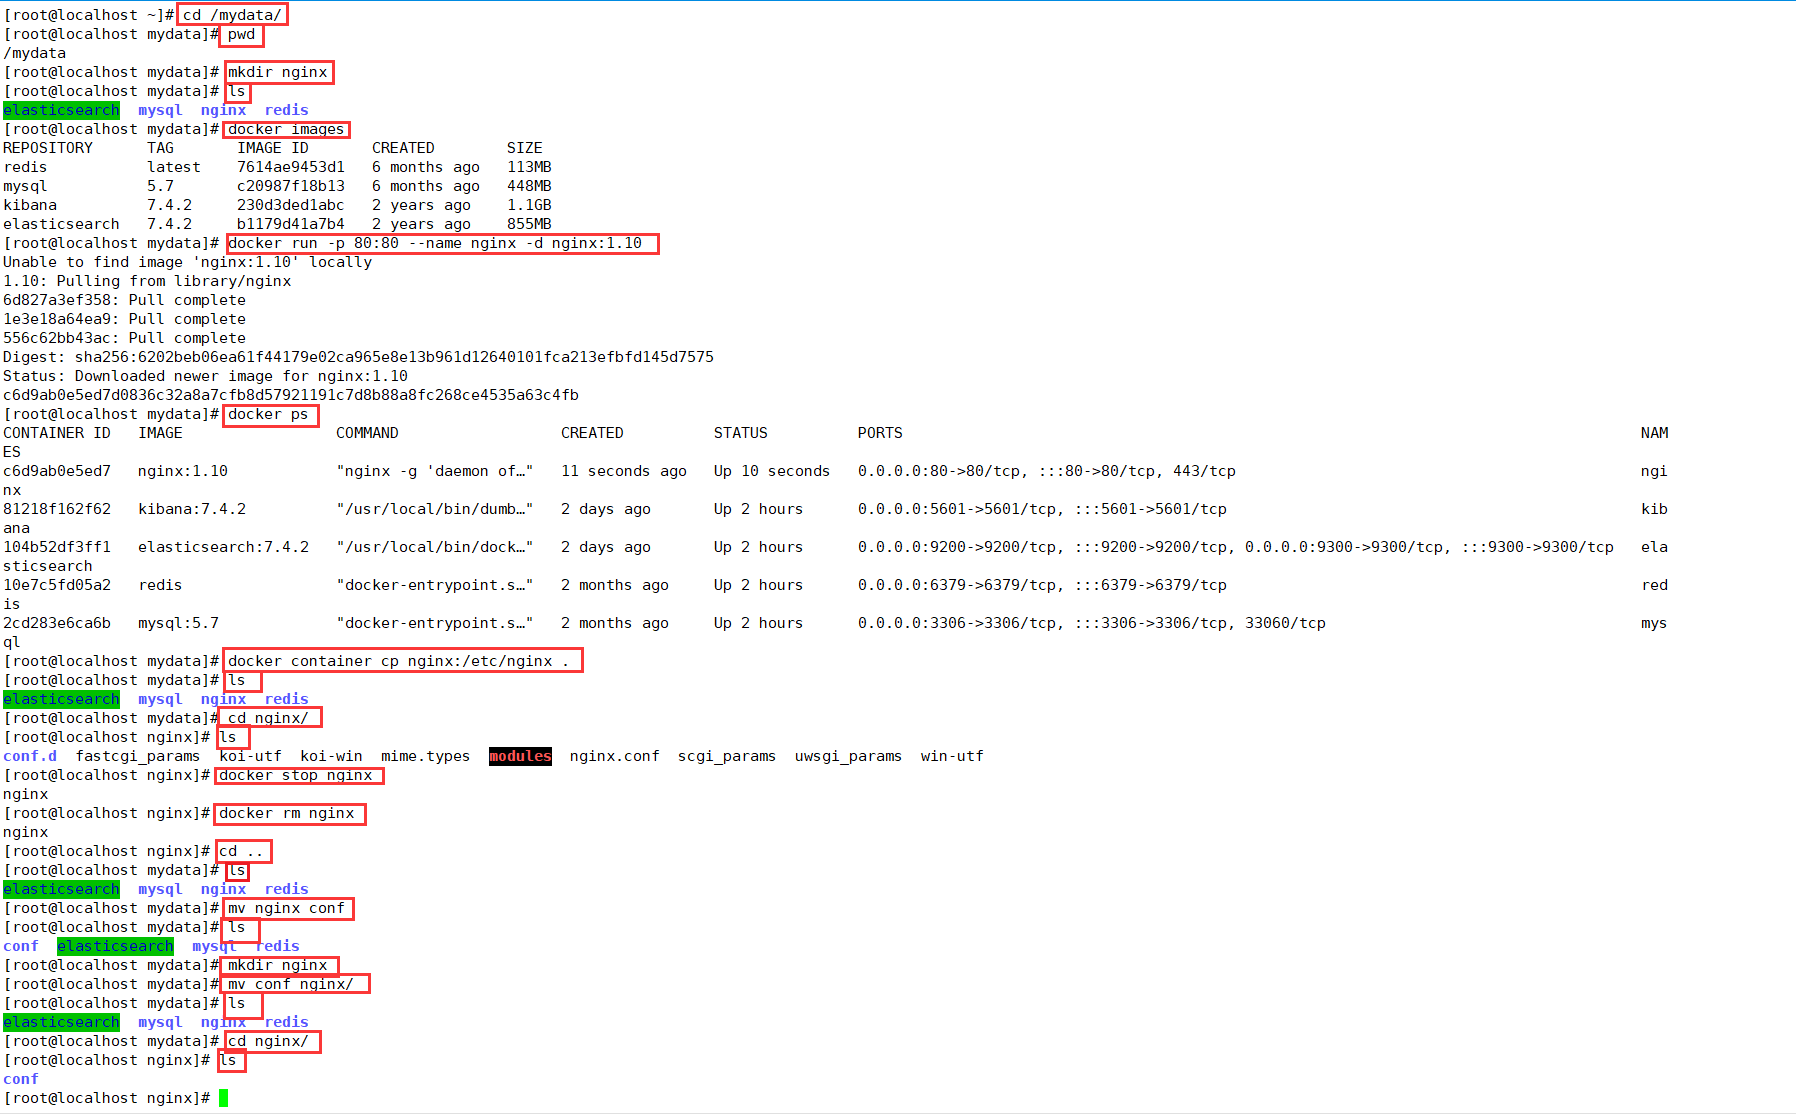 [root@localhost ~]# cd /mydata/
[root@localhost mydata]# pwd
/mydata
[root@localhost mydata]# mkdir nginx
[root@localhost mydata]# ls
elasticsearch  mysql  nginx  redis
[root@localhost mydata]# docker images
REPOSITORY      TAG       IMAGE ID       CREATED        SIZE
redis           latest    7614ae9453d1   6 months ago   113MB
mysql           5.7       c20987f18b13   6 months ago   448MB
kibana          7.4.2     230d3ded1abc   2 years ago    1.1GB
elasticsearch   7.4.2     b1179d41a7b4   2 years ago    855MB
[root@localhost mydata]# docker run -p 80:80 --name nginx -d nginx:1.10
Unable to find image 'nginx:1.10' locally
1.10: Pulling from library/nginx
6d827a3ef358: Pull complete
1e3e18a64ea9: Pull complete
556c62bb43ac: Pull complete
Digest: sha256:6202beb06ea61f44179e02ca965e8e13b961d12640101fca213efbfd145d7575
Status: Downloaded newer image for nginx:1.10
c6d9ab0e5ed7d0836c32a8a7cfb8d57921191c7d8b88a8fc268ce4535a63c4fb
[root@localhost mydata]# docker ps
CONTAINER ID   IMAGE                 COMMAND                  CREATED          STATUS          PORTS                                                                                  NAM
ES
c6d9ab0e5ed7   nginx:1.10            "nginx -g 'daemon of…"   11 seconds ago   Up 10 seconds   0.0.0.0:80->80/tcp, :::80->80/tcp, 443/tcp                                             ngi
nx
81218f162f62   kibana:7.4.2          "/usr/local/bin/dumb…"   2 days ago       Up 2 hours      0.0.0.0:5601->5601/tcp, :::5601->5601/tcp                                              kib
ana
104b52df3ff1   elasticsearch:7.4.2   "/usr/local/bin/dock…"   2 days ago       Up 2 hours      0.0.0.0:9200->9200/tcp, :::9200->9200/tcp, 0.0.0.0:9300->9300/tcp, :::9300->9300/tcp   ela
sticsearch
10e7c5fd05a2   redis                 "docker-entrypoint.s…"   2 months ago     Up 2 hours      0.0.0.0:6379->6379/tcp, :::6379->6379/tcp                                              red
is
2cd283e6ca6b   mysql:5.7             "docker-entrypoint.s…"   2 months ago     Up 2 hours      0.0.0.0:3306->3306/tcp, :::3306->3306/tcp, 33060/tcp                                   mys
ql
[root@localhost mydata]# docker container cp nginx:/etc/nginx .
[root@localhost mydata]# ls
elasticsearch  mysql  nginx  redis
[root@localhost mydata]# cd nginx/
[root@localhost nginx]# ls
conf.d  fastcgi_params  koi-utf  koi-win  mime.types  modules  nginx.conf  scgi_params  uwsgi_params  win-utf
[root@localhost nginx]# docker stop nginx
nginx
[root@localhost nginx]# docker rm nginx
nginx
[root@localhost nginx]# cd ..
[root@localhost mydata]# ls
elasticsearch  mysql  nginx  redis
[root@localhost mydata]# mv nginx conf
[root@localhost mydata]# ls
conf  elasticsearch  mysql  redis
[root@localhost mydata]# mkdir nginx
[root@localhost mydata]# mv conf nginx/
[root@localhost mydata]# ls
elasticsearch  mysql  nginx  redis
[root@localhost mydata]# cd nginx/
[root@localhost nginx]# ls
conf
[root@localhost nginx]#